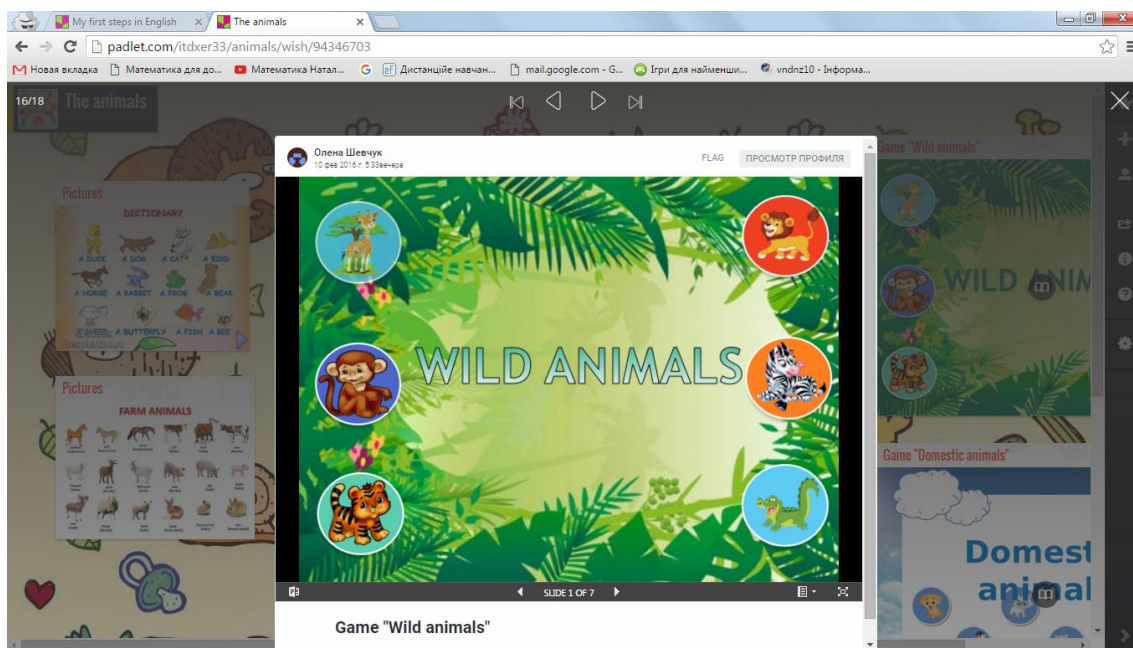 My first steps in English
The animals
padlet.com/itdxer33/animals/wish/94346703
Новая вкладка
Математика для до...
Математика Натал...
Дистанційе навчан...
mail.google.com - G...
Ігри для найменши...
vndnz10 - Інформа...
16/18
The animals
Олена Шевчук
10 фев 2016 г. 5:33вечера
FLAG
ПРОСМОТР ПРОФИЛЯ
Pictures
DICTIONARY
A DUCK A DOG A CAT A BIRD
A HORSE A RABBIT A FROG A BEAR
A BUTTERFLY A FISH A BEE
Pictures
FARM ANIMALS
WILD ANIMALS
SLIDE 1 OF 7
Game "Wild animals"
Game "Wild animals"
WILD ANIM
Game "Domestic animals"
Domest
animal